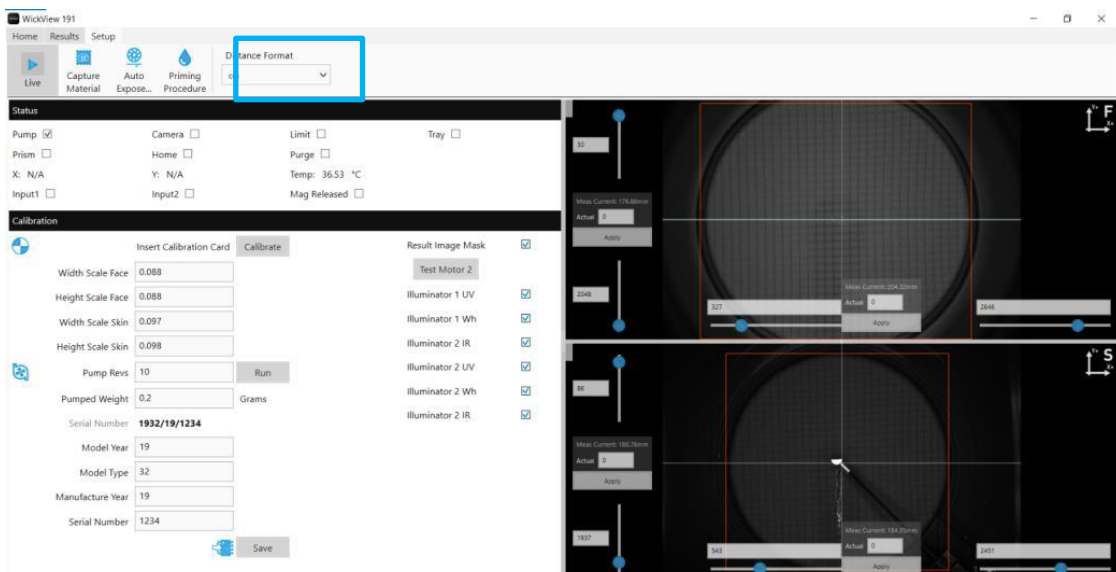 WickView 191
Home Results Setup
Live
Capture Material
Auto Expose...
Priming Procedure
Distance Format
Status
Pump Camera Limit Tray
Prism Home Purge
X: N/A Y: N/A Temp: 36.53 °C
Input1 Input2 Mag Released
Calibration
Insert Calibration Card Calibrate
Width Scale Face 0.088
Height Scale Face 0.088
Width Scale Skin 0.097
Height Scale Skin 0.098
Pump Revs 10 Run
Pumped Weight 0.2 Grams
Serial Number 1932/19/1234
Model Year 19
Model Type 32
Manufacture Year 19
Serial Number 1234
Save
Result Image Mask
Test Motor 2
Illuminator 1 UV
Illuminator 1 Wh
Illuminator 2 IR
Illuminator 2 UV
Illuminator 2 Wh
Illuminator 2 IR
Y+ F
X+
30
Meas Current: 176.88mm
Actual 0
Apply
2048
327
Meas Current: 204.32mm
Actual 0
Apply
2646
Y+ S
X+
86
Meas Current: 180.76mm
Actual 0
Apply
1937
543
Meas Current: 184.35mm
Actual 0
Apply
2451